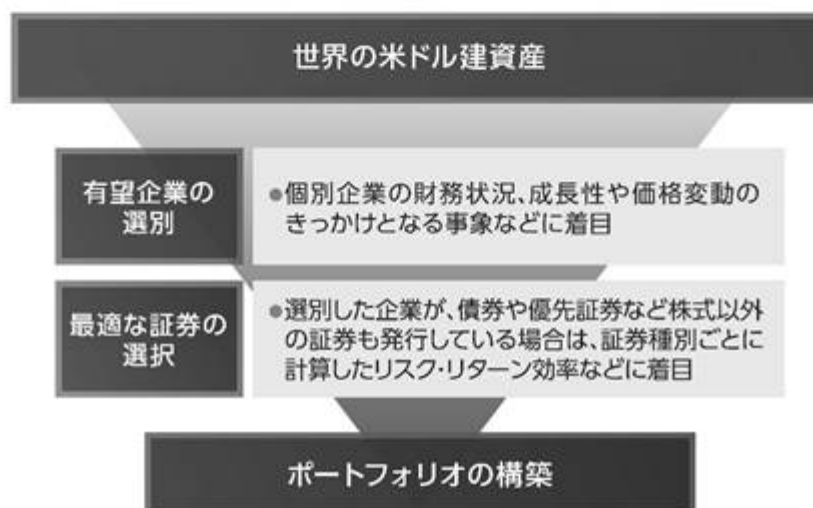 世界の米ドル建資産
有望企業の
選別
●個別企業の財務状況、成長性や価格変動の
きっかけとなる事象などに着目
最適な証券の
選択
●選別した企業が、債券や優先証券など株式以外
の証券も発行している場合は、証券種別ごとに
計算したリスク・リターン効率などに着目
ポートフォリオの構築